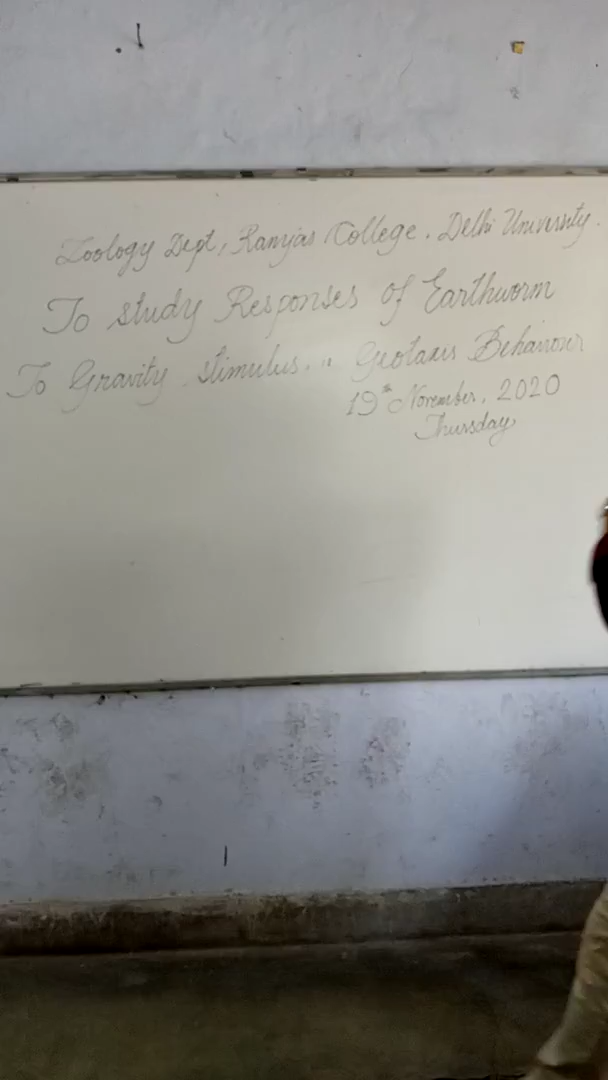 Zoology Dept, Ramjas College. Delhi University.
To study Responses of Earthworm
To Gravity stimulus. " Geotaxis Behaviour
19th November, 2020
Thursday